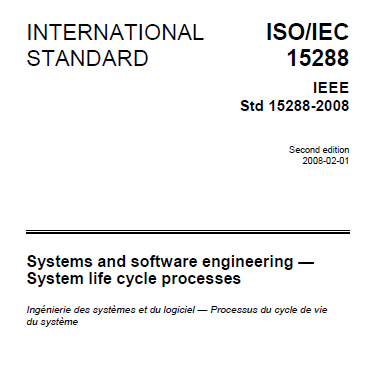 INTERNATIONAL
STANDARD
ISO/IEC
15288
IEEE
Std 15288-2008
Second edition
2008-02-01
Systems and software engineering —
System life cycle processes
Ingénierie des systèmes et du logiciel — Processus du cycle de vie
du système